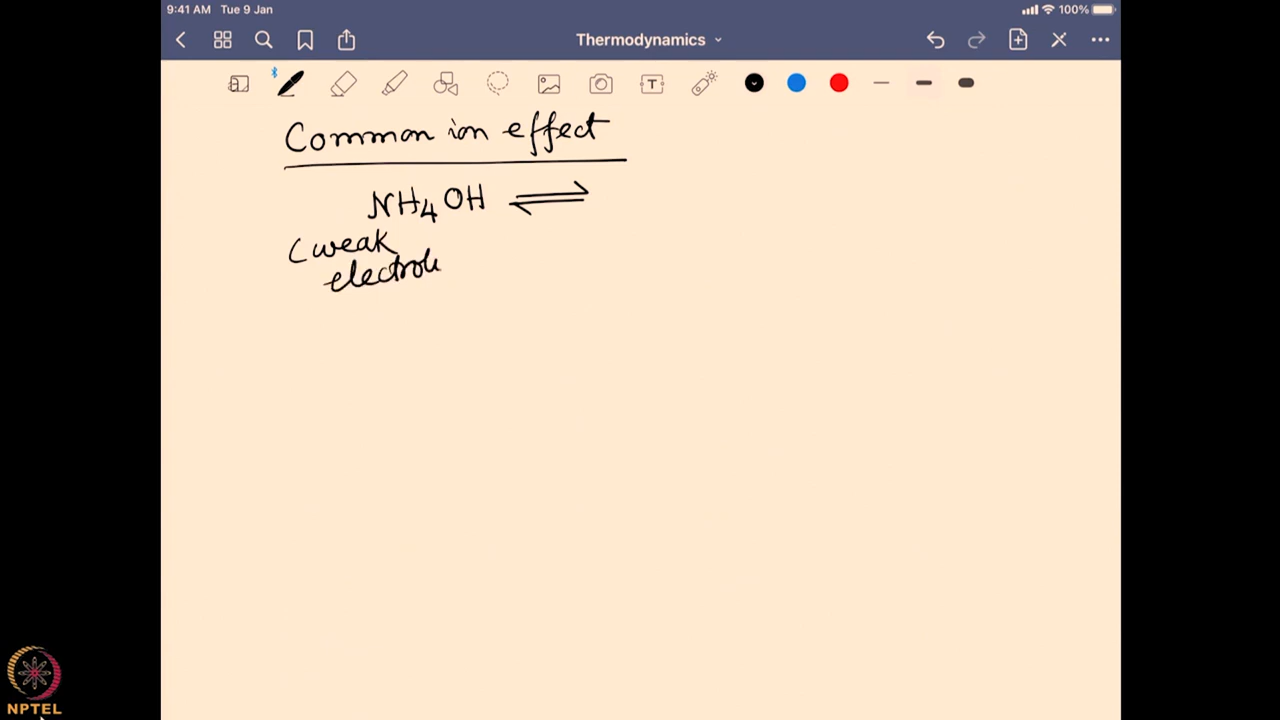 9:41 AM Tue 9 Jan 100%
Thermodynamics
Common ion effect
NH4OH ⇌
(weak
electrol
NPTEL